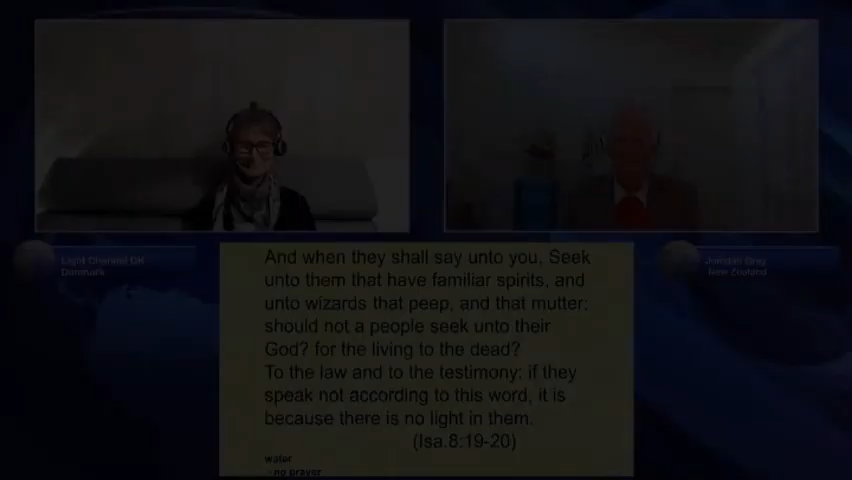 Light Channel DK
Denmark
New Zealand
And when they shall say unto you, Seek
unto them that have familiar spirits, and
unto wizards that peep, and that mutter:
should not a people seek unto their
God? for the living to the dead?
To the law and to the testimony: if they
speak not according to this word, it is
because there is no light in them.
(Isa.8:19-20)
water
- no prayer